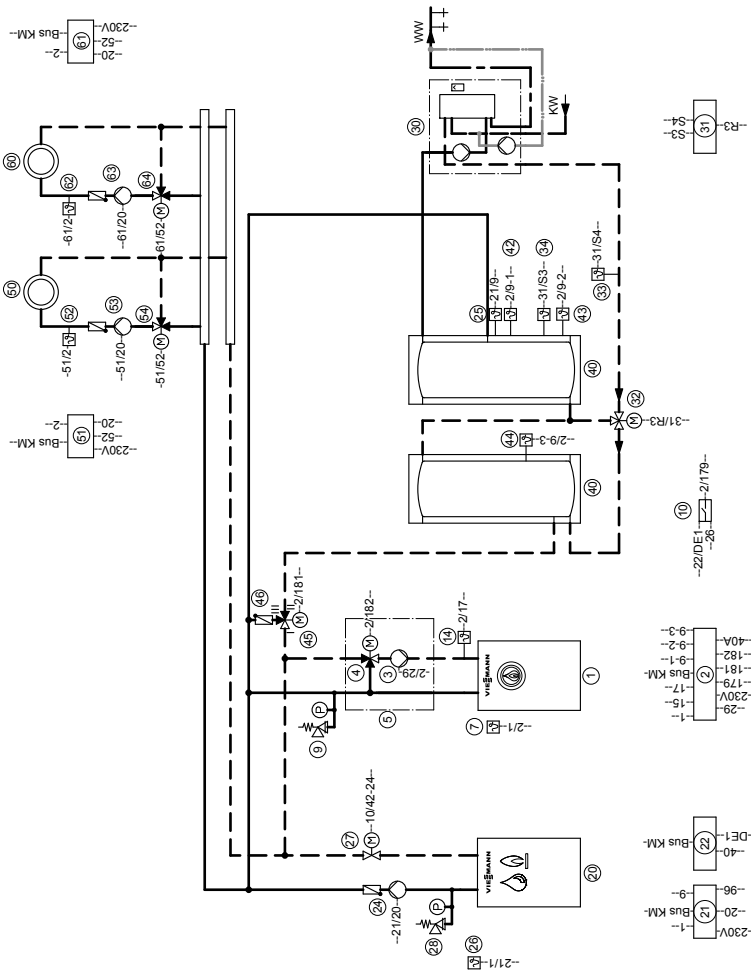 61
--Bus KM--
--2--
--230V--
--52--
--20--
60
62
--61/2--
63
--61/20--
64
M
--61/52--
50
52
--51/2--
53
--51/20--
54
M
--51/52--
51
--Bus KM--
--2--
--20--
--52--
--230V--
WW
KW
30
31
--S4--
--S3--
--R3--
25
--21/9--
42
--2/9-1--
34
--31/S3--
43
--2/9-2--
33
--31/S4--
40
32
M
--31/R3--
44
--2/9-3--
40
10
--22/DE1--
--26--
--2/179--
46
I
II
III
M
--2/181--
45
M
--2/182--
4
3
--2/29--
5
14
--2/17--
P
9
VIESMANN
1
7
--2/1--
2
9-3--
9-2--
9-1--
Bus KM--
--17--
--15--
--1--
--40A
--182
--181
--179
--230V
--29--
27
M
--10/42-24--
24
--21/20--
P
28
26
--21/1--
VIESMANN
20
22
Bus KM--
--DE1--
--40--
21
--9--
Bus KM--
--1--
--96--
--20--
--230V--